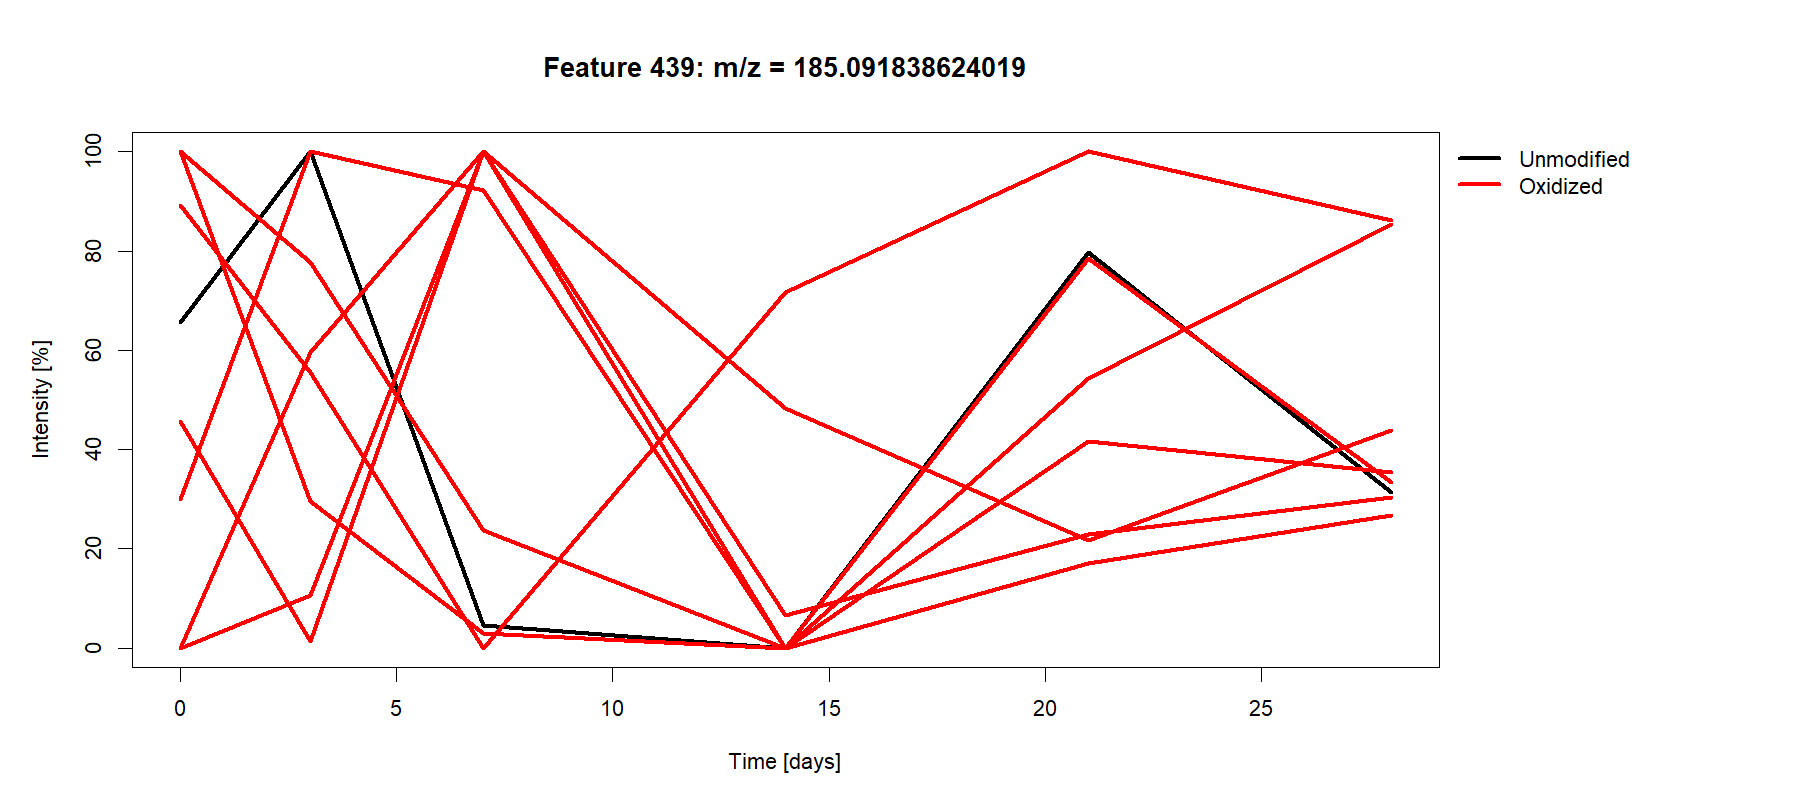 Feature 439: m/z = 185.091838624019
Unmodified
Oxidized
Intensity [%]
100
80
60
40
20
0
0 5 10 15 20 25
Time [days]